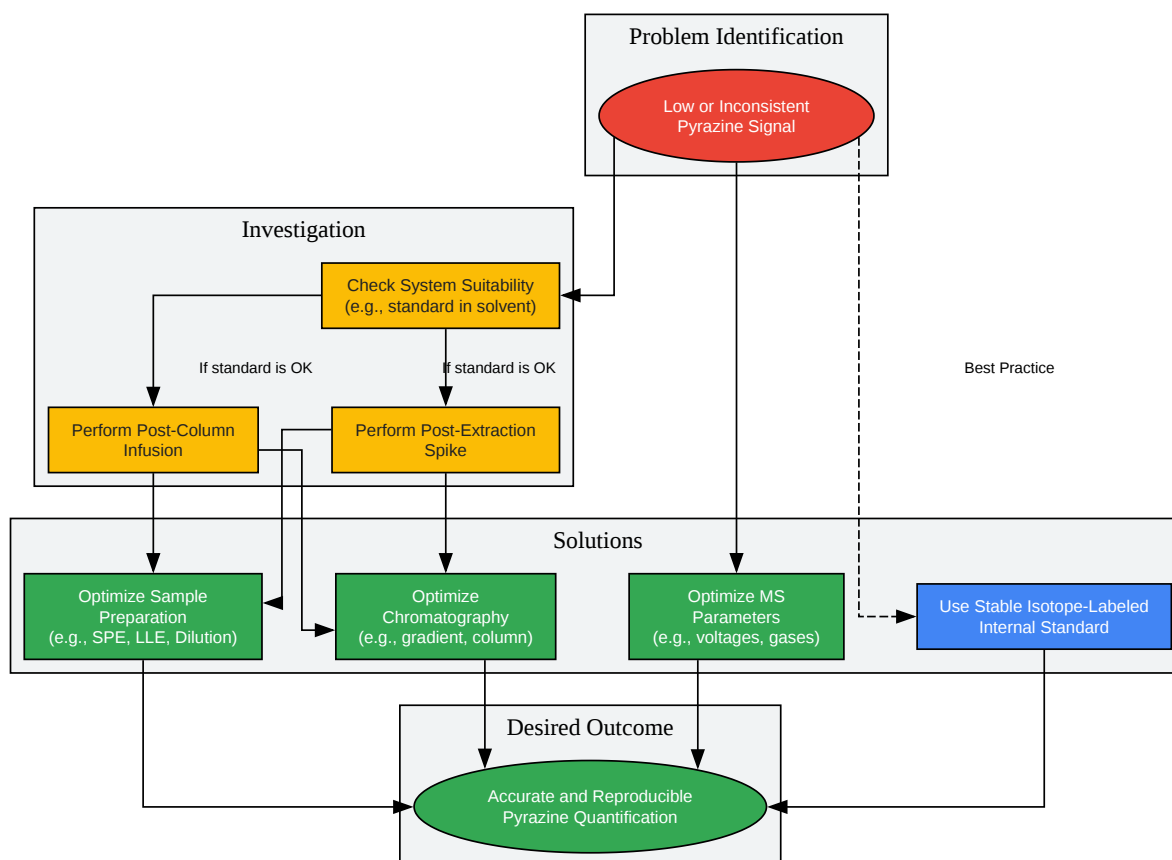 Problem Identification
Low or Inconsistent
Pyrazine Signal
Investigation
Check System Suitability
(e.g., standard in solvent)
If standard is OK
If standard is OK
Best Practice
Perform Post-Column
Infusion
Perform Post-Extraction
Spike
Solutions
Optimize Sample
Preparation
(e.g., SPE, LLE, Dilution)
Optimize
Chromatography
(e.g., gradient, column)
Optimize MS
Parameters
(e.g., voltages, gases)
Use Stable Isotope-Labeled
Internal Standard
Desired Outcome
Accurate and Reproducible
Pyrazine Quantification